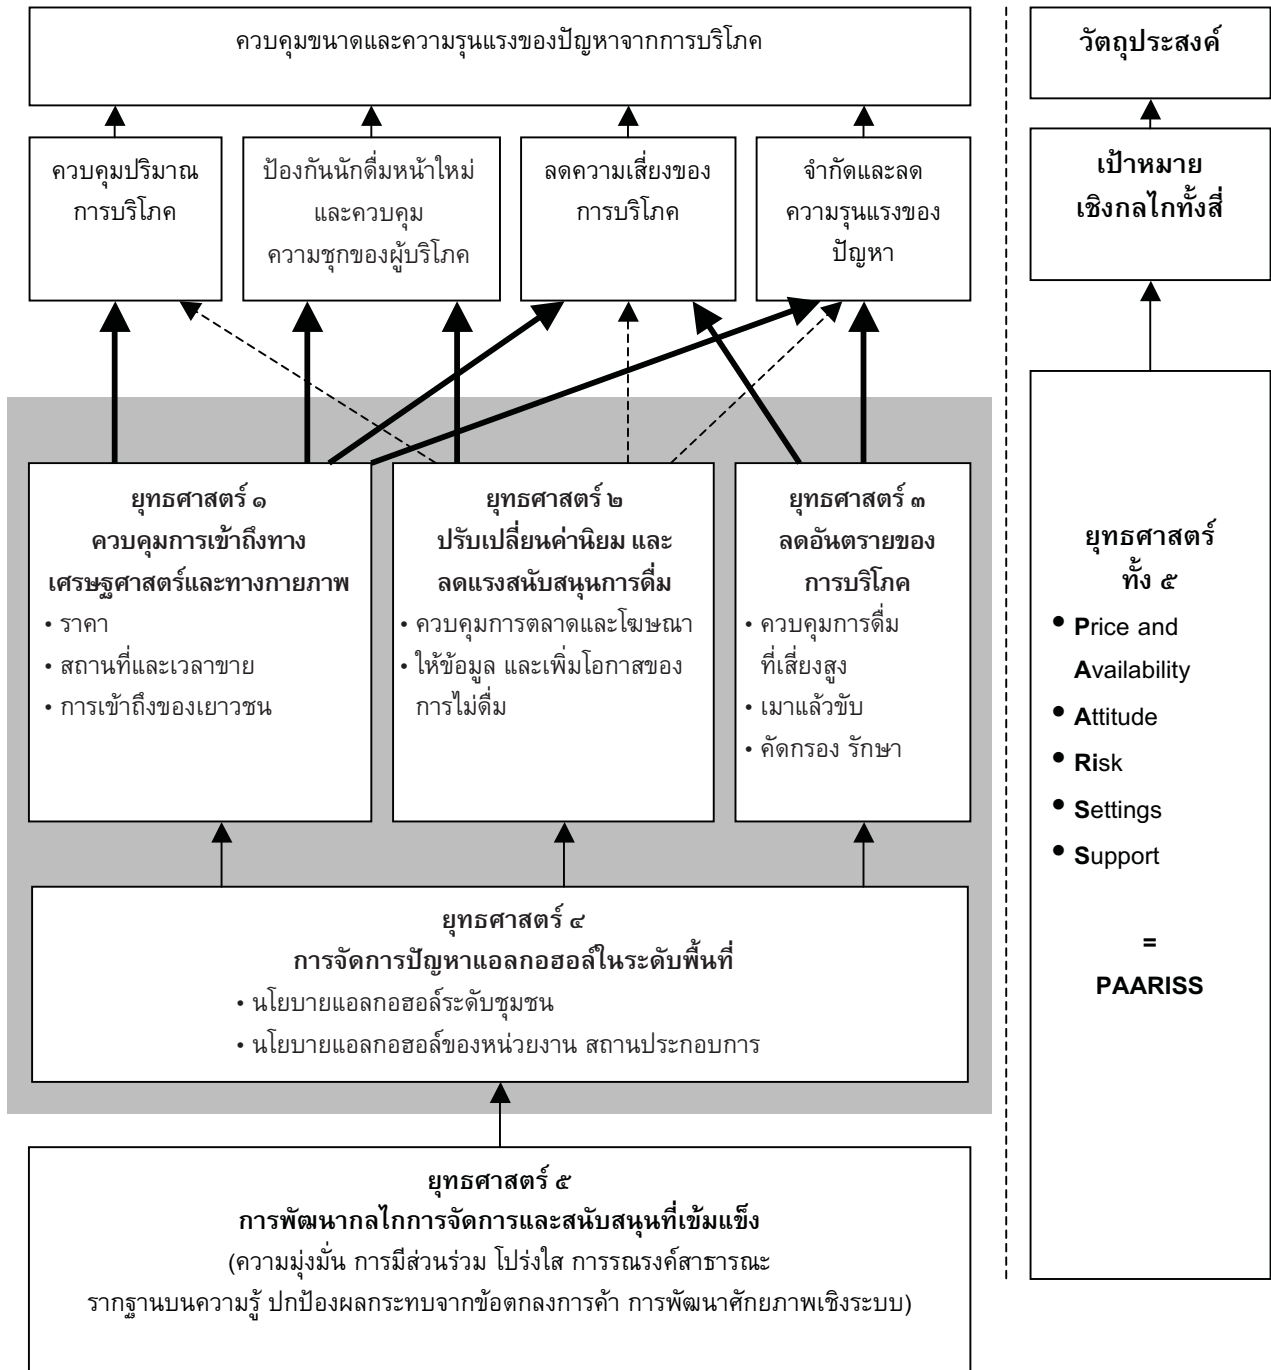 ควบคุมขนาดและความรุนแรงของปัญหาจากการบริโภค
ควบคุมปริมาณ
การบริโภค
ป้องกันนักดื่มหน้าใหม่
และควบคุม
ความชุกของผู้บริโภค
ลดความเสี่ยงของ
การบริโภค
จำกัดและลด
ความรุนแรงของ
ปัญหา
ยุทธศาสตร์ ๑
ควบคุมการเข้าถึงทาง
เศรษฐศาสตร์และทางกายภาพ
• ราคา
• สถานที่และเวลาขาย
• การเข้าถึงของเยาวชน
ยุทธศาสตร์ ๒
ปรับเปลี่ยนค่านิยม และ
ลดแรงสนับสนุนการดื่ม
• ควบคุมการตลาดและโฆษณา
• ให้ข้อมูล และเพิ่มโอกาสของ
การไม่ดื่ม
ยุทธศาสตร์ ๓
ลดอันตรายของ
การบริโภค
• ควบคุมการดื่ม
ที่เสี่ยงสูง
• เมาแล้วขับ
• คัดกรอง รักษา
ยุทธศาสตร์ ๔
การจัดการปัญหาแอลกอฮอล์ในระดับพื้นที่
• นโยบายแอลกอฮอล์ระดับชุมชน
• นโยบายแอลกอฮอล์ของหน่วยงาน สถานประกอบการ
ยุทธศาสตร์ ๕
การพัฒนากลไกการจัดการและสนับสนุนที่เข้มแข็ง
(ความมุ่งมั่น การมีส่วนร่วม โปร่งใส การรณรงค์สาธารณะ
รากฐานบนความรู้ ปกป้องผลกระทบจากข้อตกลงการค้า การพัฒนาศักยภาพเชิงระบบ)
วัตถุประสงค์
เป้าหมาย
เชิงกลไกทั้งสี่
ยุทธศาสตร์
ทั้ง ๕
• Price and
Availability
• Attitude
• Risk
• Settings
• Support
=
PAARISS